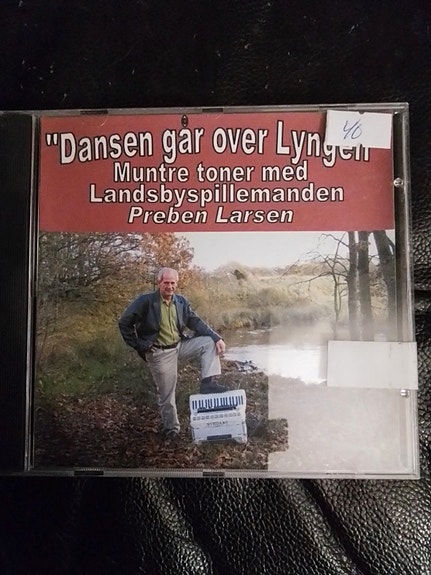 "Dansen går over Lyngen"
Muntre toner med
Landsbyspillemanden
Preben Larsen
40